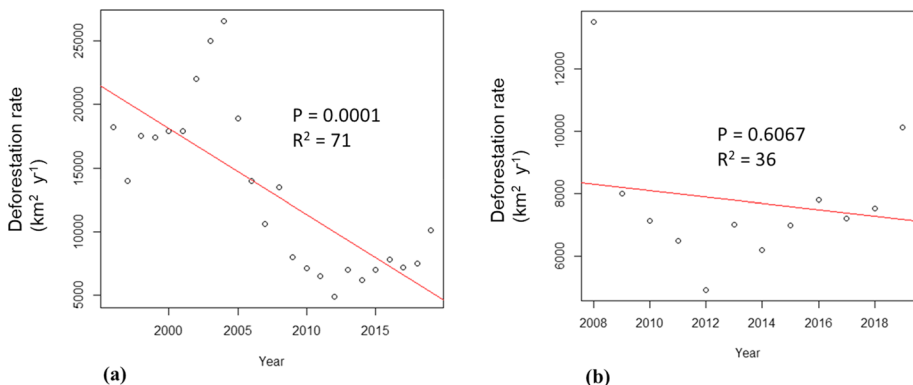 Deforestation rate
(km² y⁻¹)
25000
20000
15000
10000
5000
P = 0.0001
R² = 71
2000
2005
2010
2015
Year
(a)
Deforestation rate
(km² y⁻¹)
12000
10000
8000
6000
P = 0.6067
R² = 36
2008
2010
2012
2014
2016
2018
Year
(b)